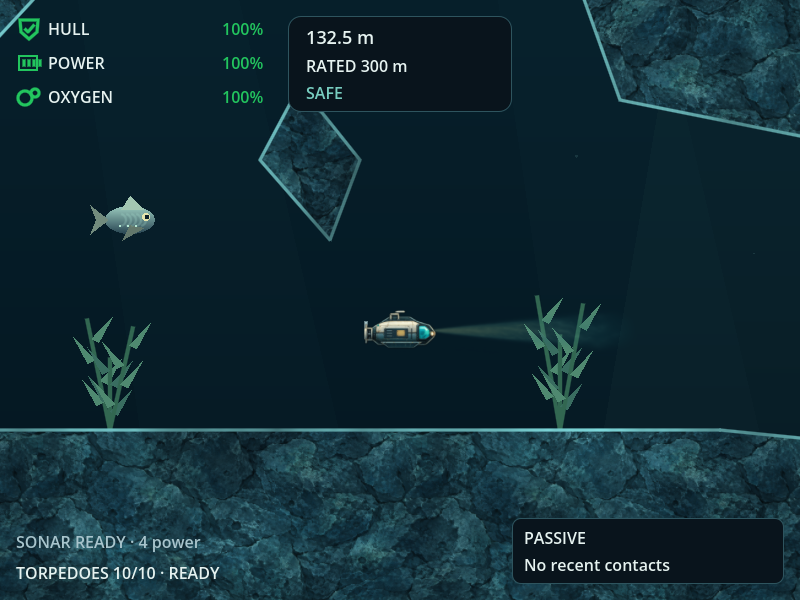 HULL 100%
POWER 100%
OXYGEN 100%
132.5 m
RATED 300 m
SAFE
SONAR READY · 4 power
TORPEDOES 10/10 · READY
PASSIVE
No recent contacts